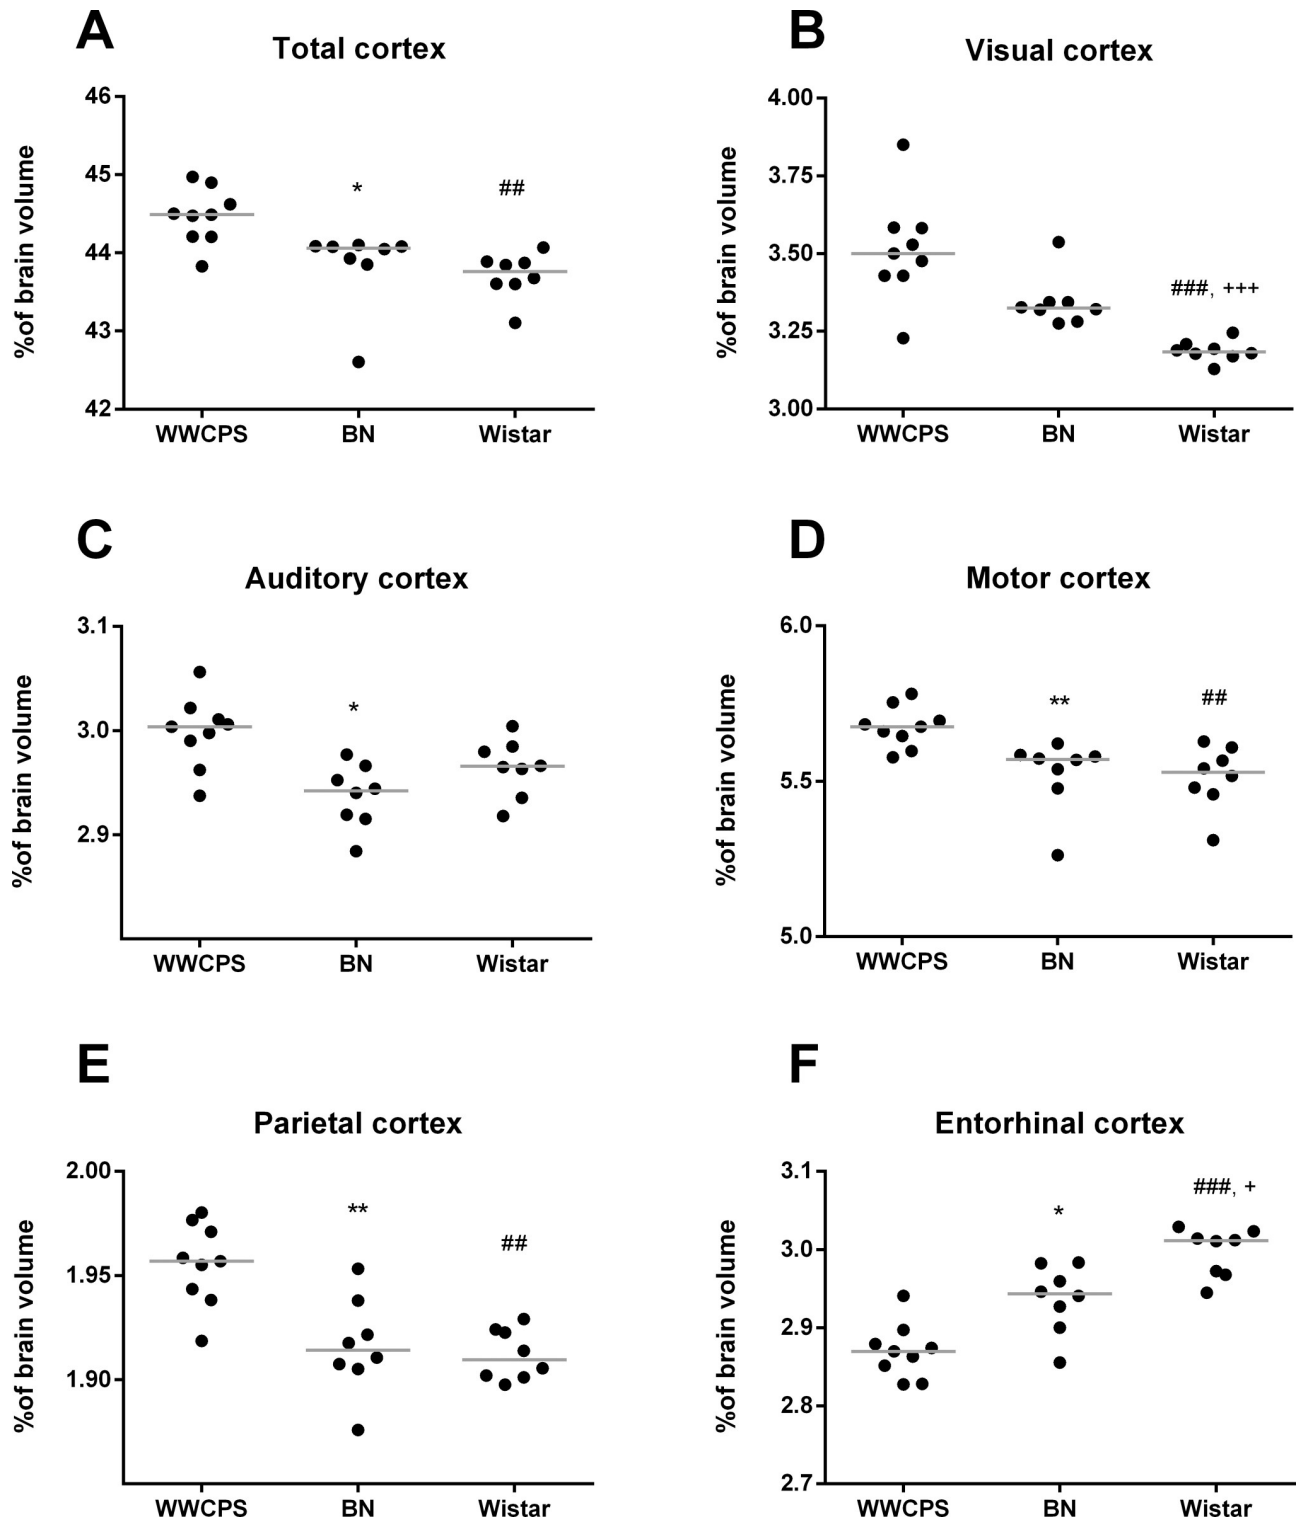 A
Total cortex
%of brain volume
46
45
44
43
42
*
##
WWCPS
BN
Wistar
B
Visual cortex
%of brain volume
4.00
3.75
3.50
3.25
3.00
###, +++
WWCPS
BN
Wistar
C
Auditory cortex
%of brain volume
3.1
3.0
2.9
*
WWCPS
BN
Wistar
D
Motor cortex
%of brain volume
6.0
5.5
5.0
**
##
WWCPS
BN
Wistar
E
Parietal cortex
%of brain volume
2.00
1.95
1.90
**
##
WWCPS
BN
Wistar
F
Entorhinal cortex
%of brain volume
3.1
3.0
2.9
2.8
2.7
*
###, +
WWCPS
BN
Wistar